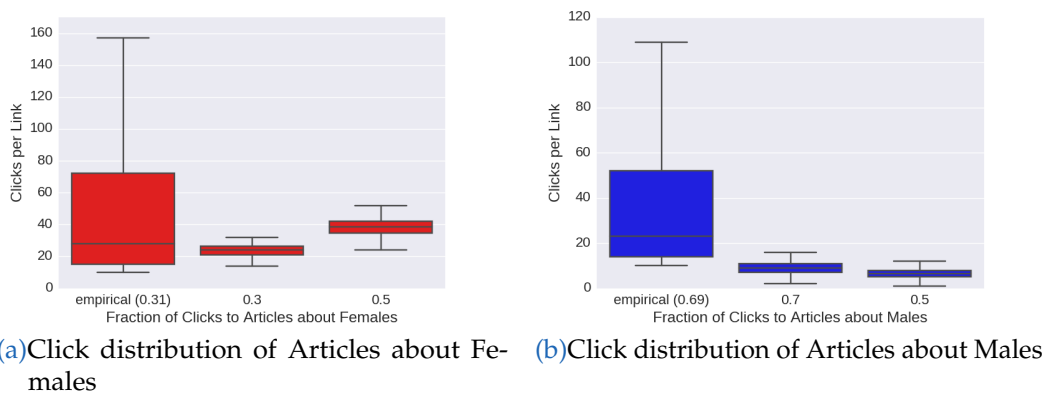 160
140
120
100
80
60
40
20
0
Clicks per Link
empirical (0.31) 0.3 0.5
Fraction of Clicks to Articles about Females
(a)Click distribution of Articles about Fe-
males
120
100
80
60
40
20
0
Clicks per Link
empirical (0.69) 0.7 0.5
Fraction of Clicks to Articles about Males
(b)Click distribution of Articles about Males